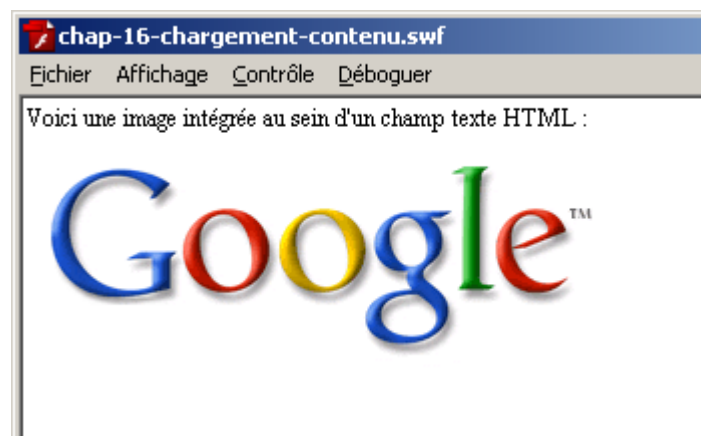 chap-16-chargement-contenu.swf
Fichier Affichage Contrôle Déboguer
Voici une image intégrée au sein d'un champ texte HTML :
Google™